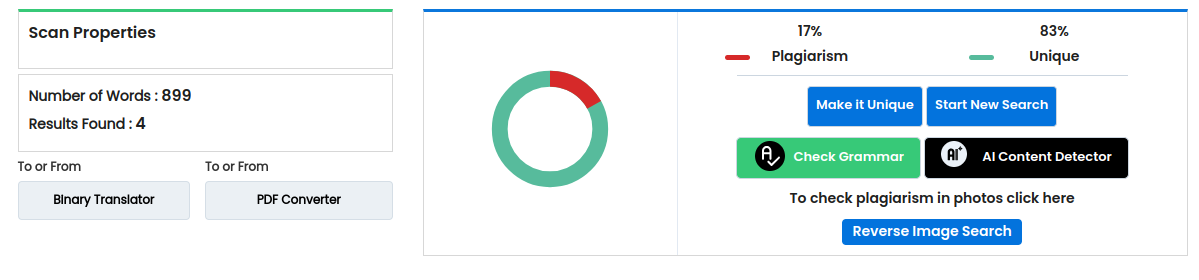 Scan Properties
Number of Words : 899
Results Found : 4
To or From
To or From
BInary Translator
PDF Converter
17%
83%
Plagiarism
Unique
Make it Unique
Start New Search
Check Grammar
AI
AI Content Detector
To check plagiarism in photos click here
Reverse Image Search